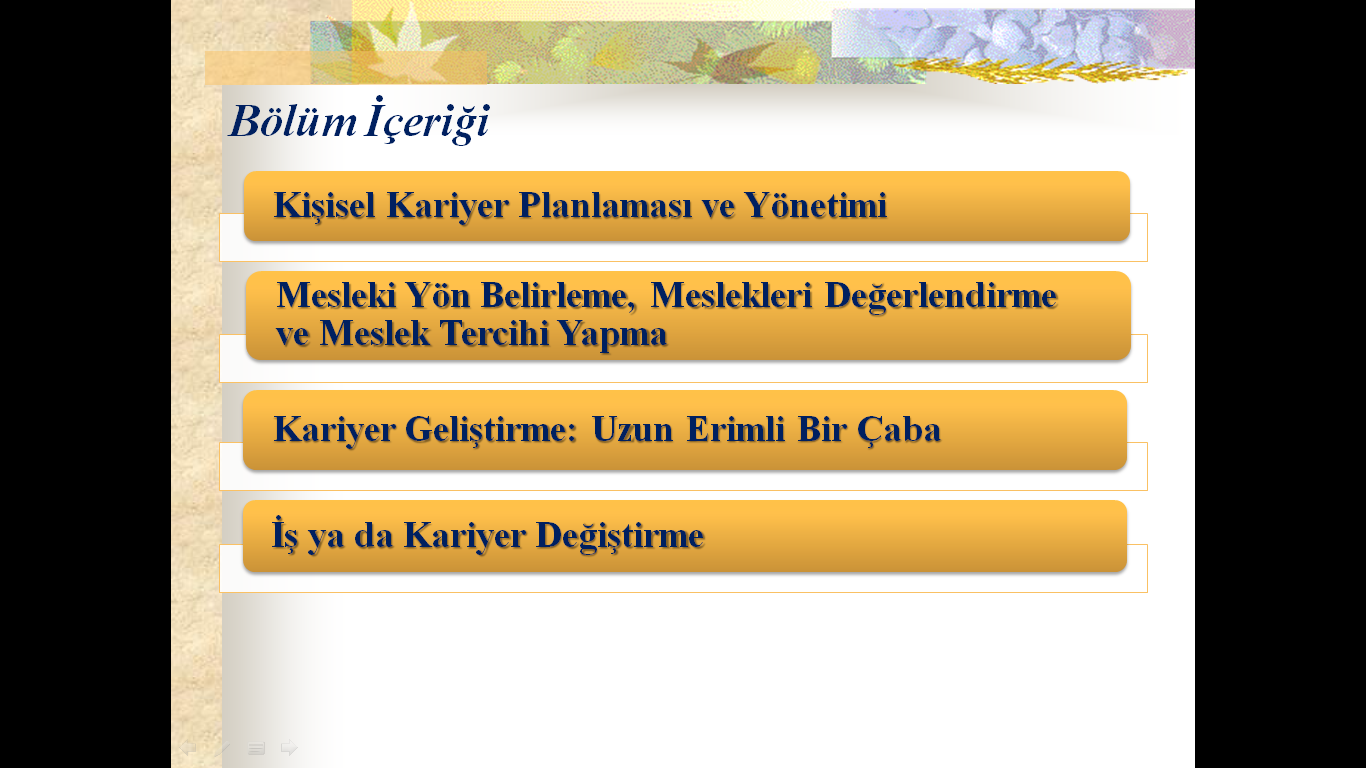 Bölüm İçeriği
Kişisel Kariyer Planlaması ve Yönetimi
Mesleki Yön Belirleme, Meslekleri Değerlendirme
ve Meslek Tercihi Yapma
Kariyer Geliştirme: Uzun Erimli Bir Çaba
İş ya da Kariyer Değiştirme